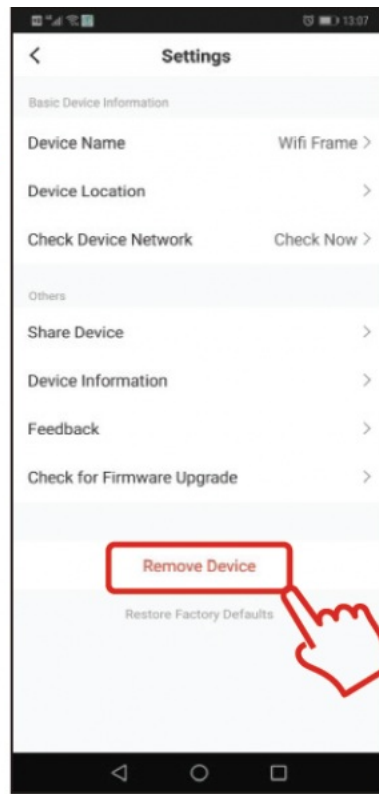 13:07
Settings
Basic Device Information
Device Name Wifi Frame >
Device Location >
Check Device Network Check Now >
Others
Share Device >
Device Information >
Feedback >
Check for Firmware Upgrade >
Remove Device
Restore Factory Defaults